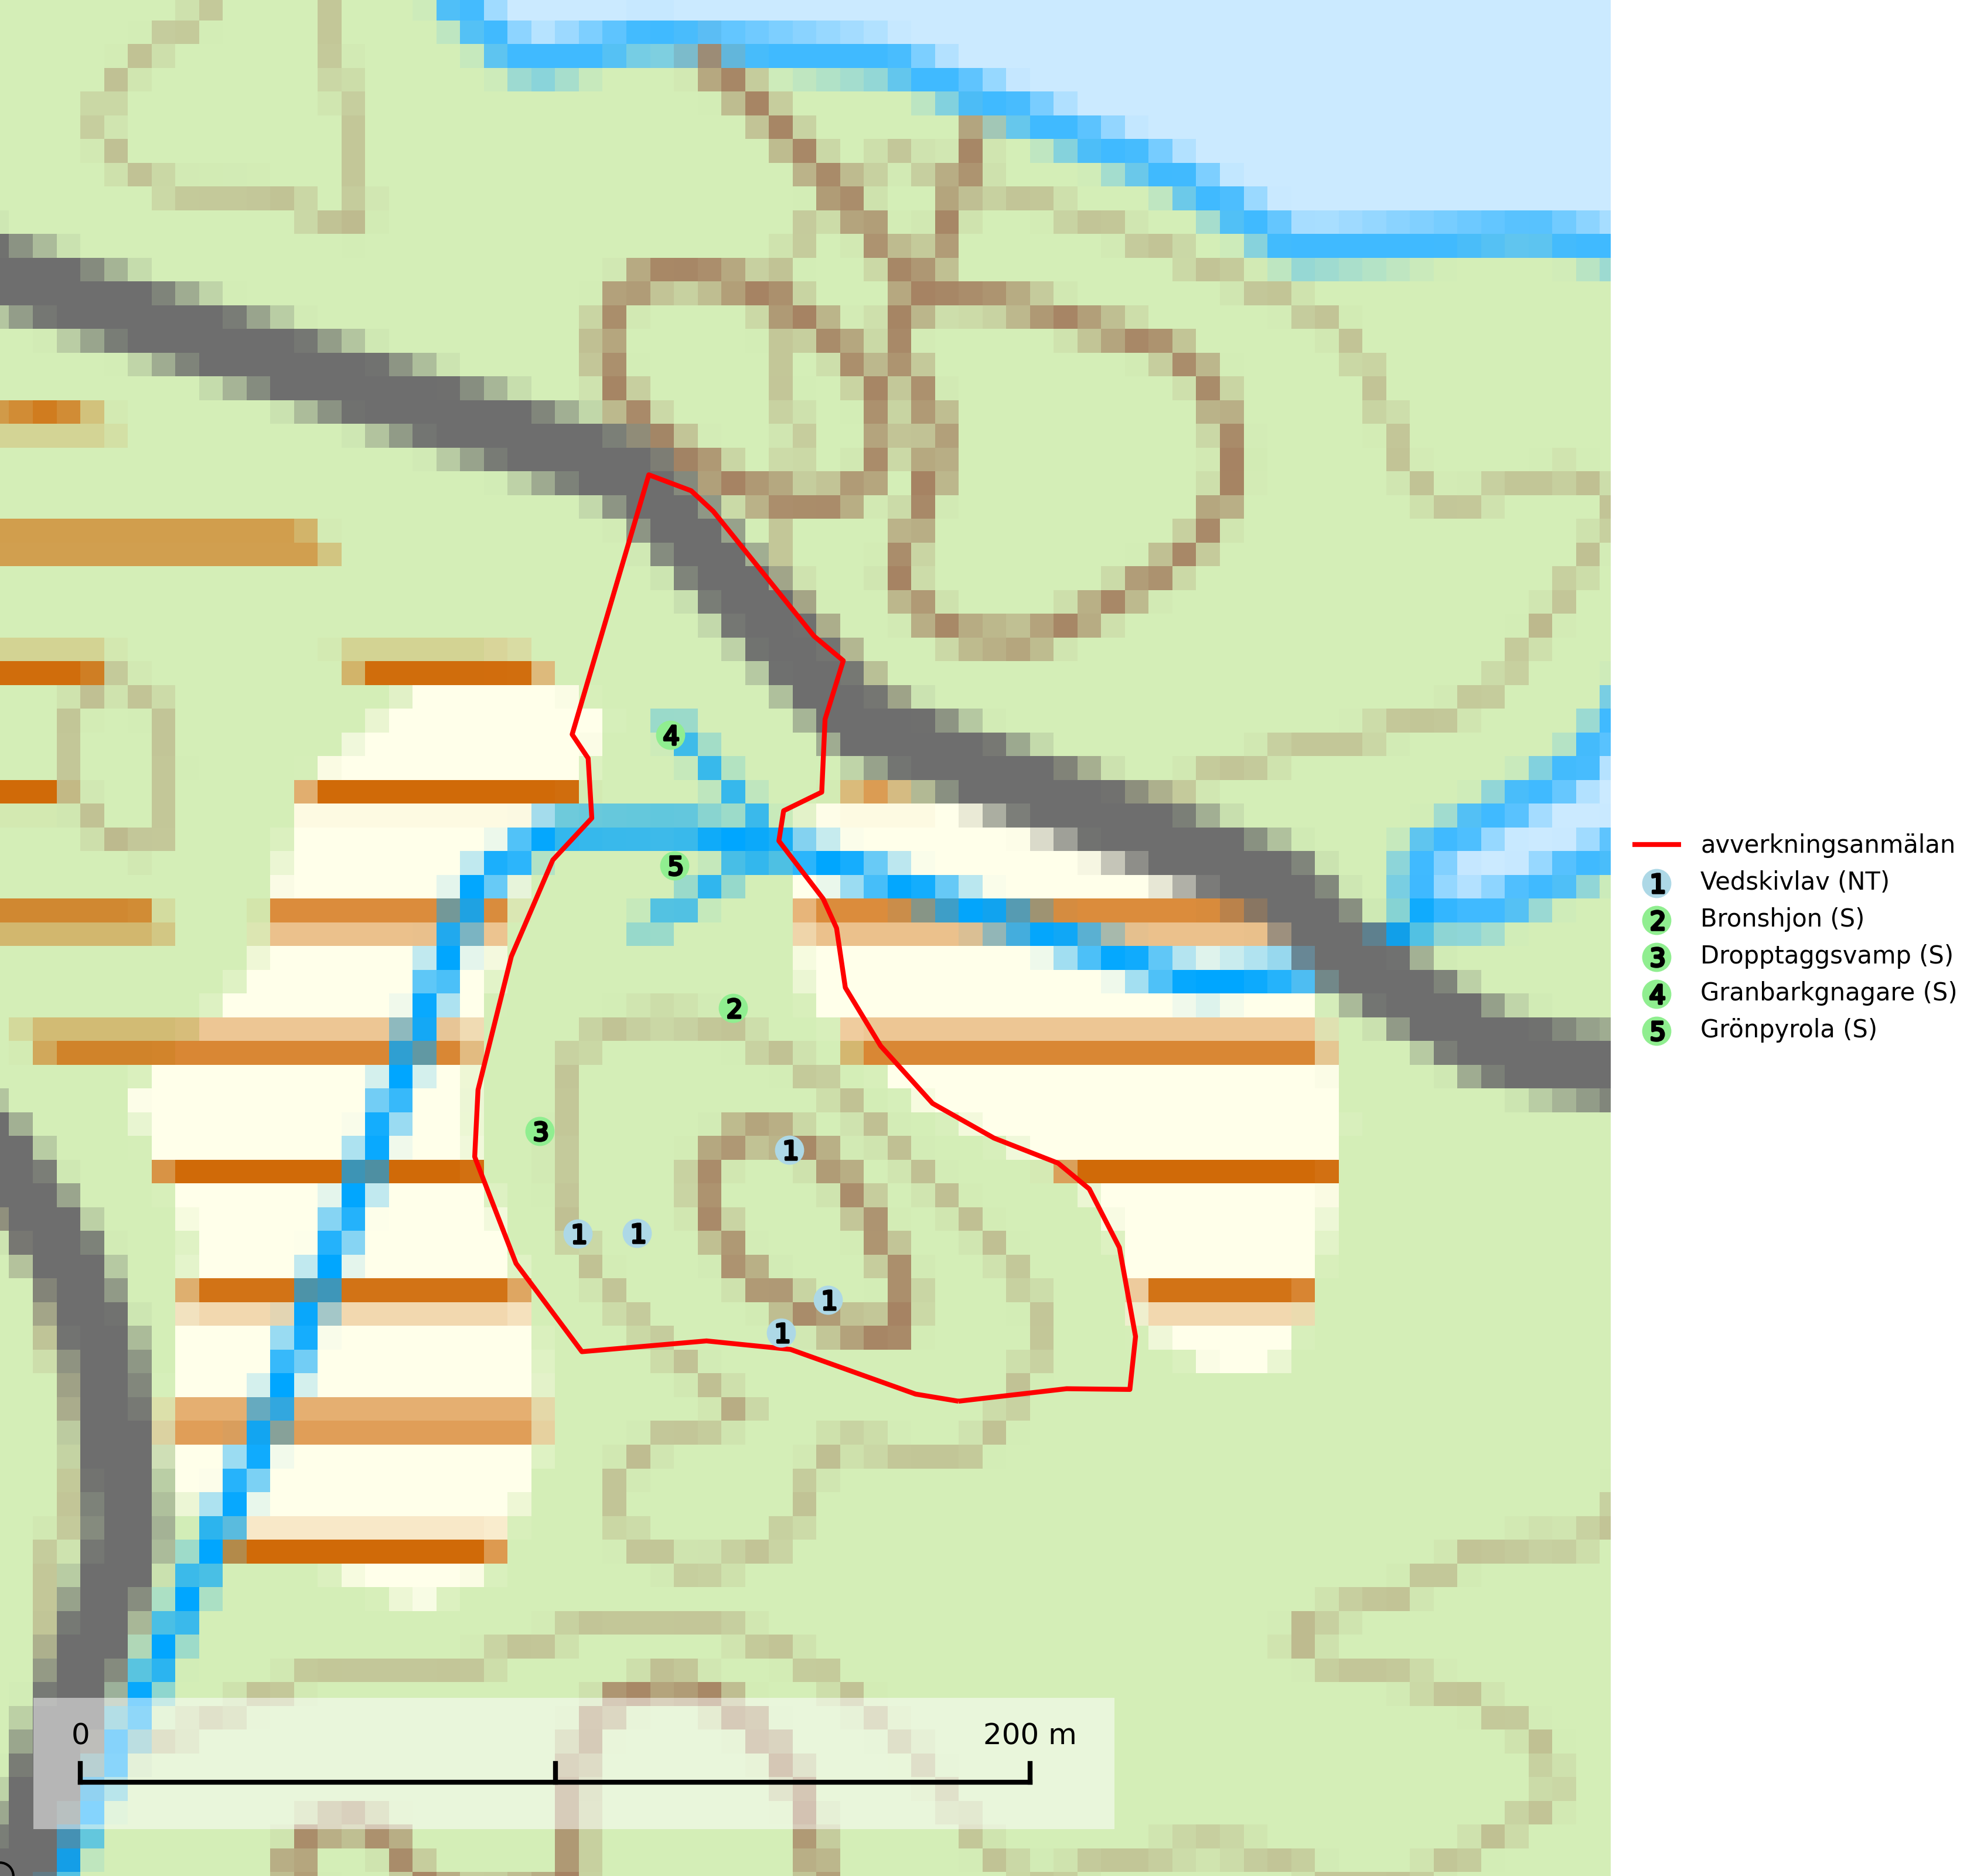 4
5
2
3
1
1
1
1
1
avverkningsanmälan
1 Vedskivlav (NT)
2 Bronshjon (S)
3 Dropptaggsvamp (S)
4 Granbarkgnagare (S)
5 Grönpyrola (S)
0 200 m